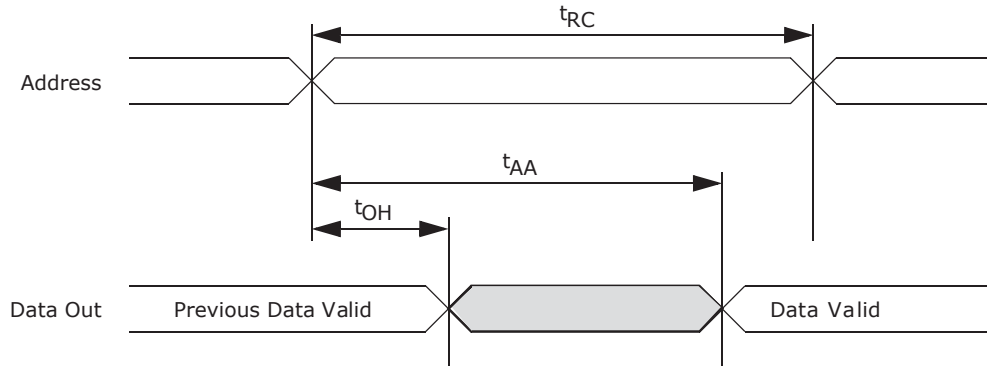 tRC
Address
tAA
tOH
Data Out
Previous Data Valid
Data Valid